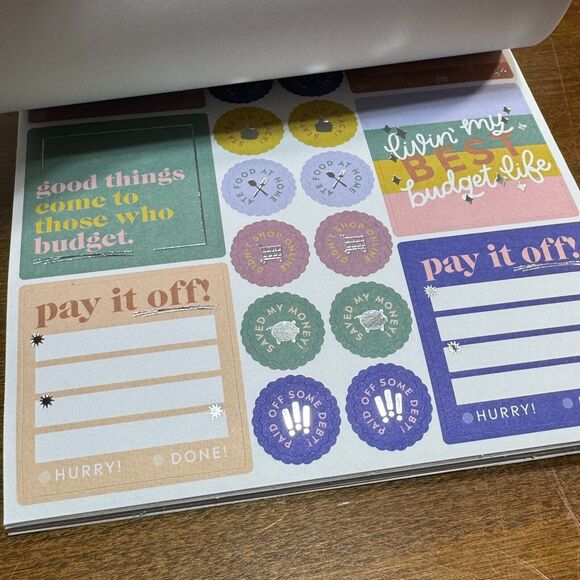 good things
come to
those who
budget.
pay it off!
HURRY!
DONE!
ATE FOOD AT HOME
ATE FOOD AT HOME
DIDN'T SHOP ONLINE
DIDN'T SHOP ONLINE
SAVED MY MONEY!
SAVED MY MONEY!
PAID OFF SOME DEBT!
PAID OFF SOME DEBT!
livin' my
BEST
budget life
pay it off!
HURRY!